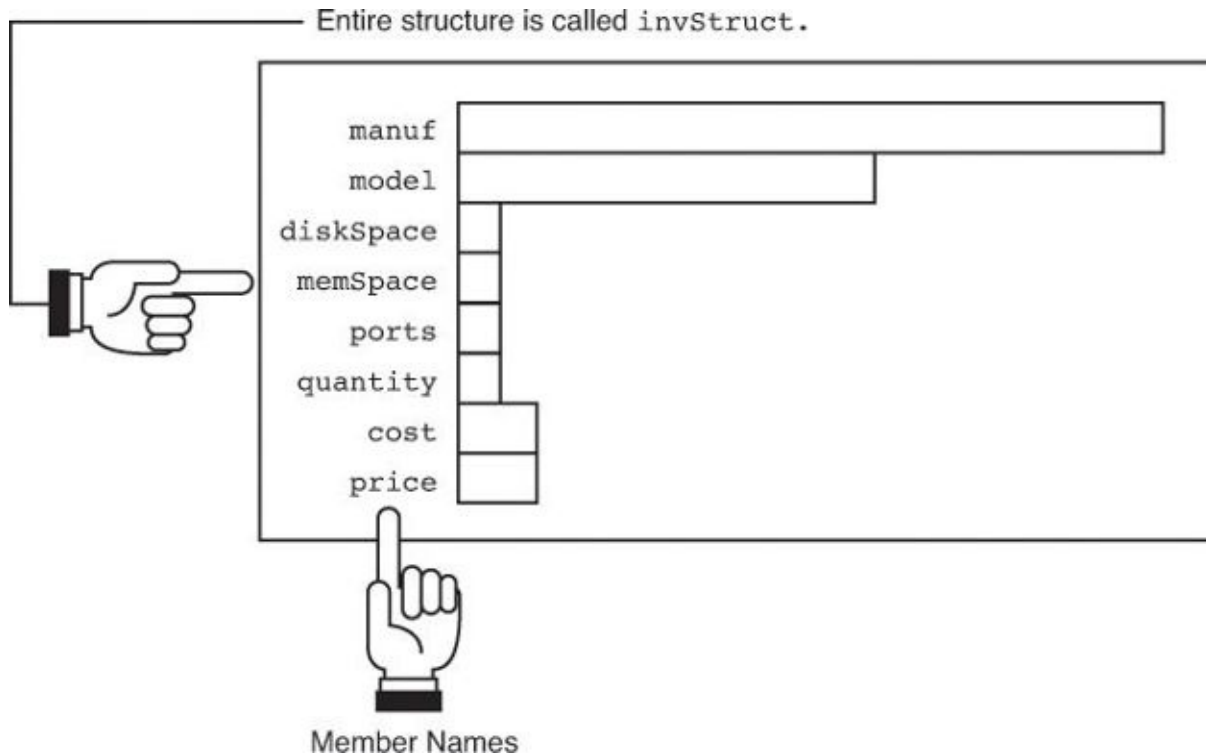 Entire structure is called invStruct.
manuf
model
diskSpace
memSpace
ports
quantity
cost
price
Member Names